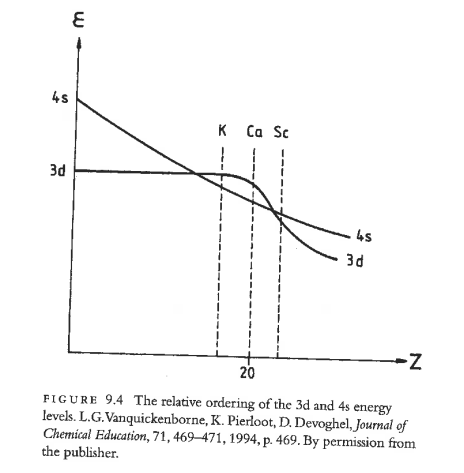 ε
4s
K Ca Sc
3d
4s
3d
20
Z
FIGURE 9.4 The relative ordering of the 3d and 4s energy
levels. L.G.Vanquickenborne, K. Pierloot, D. Devoghel, Journal of
Chemical Education, 71, 469–471, 1994, p. 469. By permission from
the publisher.